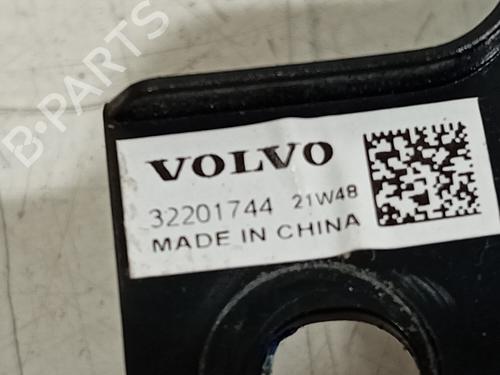 B-PARTS
VOLVO
32201744 21W48
MADE IN CHINA